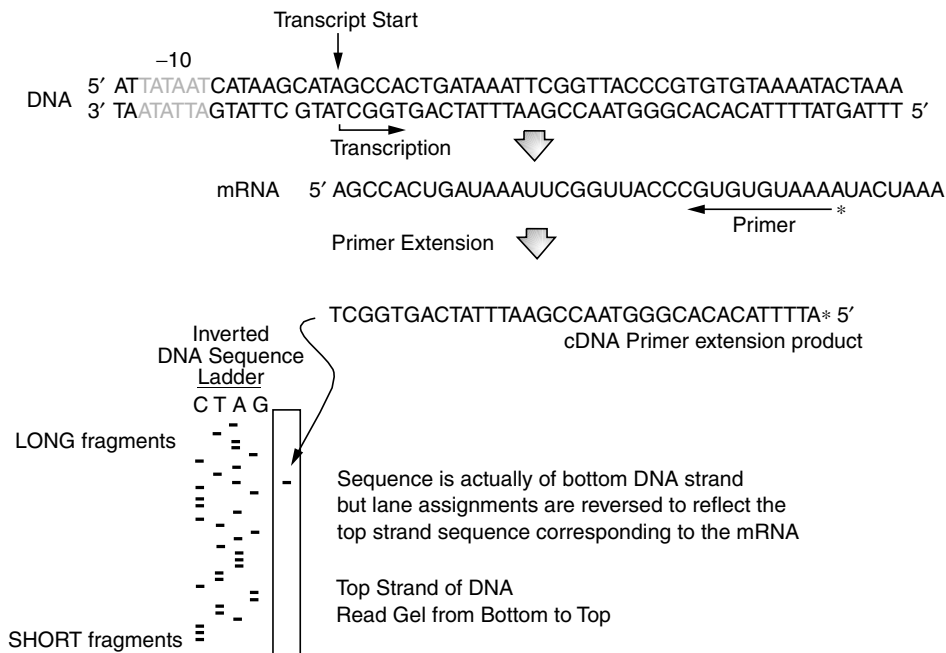 Transcript Start
–10
5′ ATTATAATCATAAGCATAGCCACTGATAAATTCGGTTACCCGTGTGTAAAATACTAAA
DNA
3′ TAATATTAGTATTC GTATCGGTGACTATTTAAGCCAATGGGCACACATTTTATGATTT 5′
Transcription
mRNA 5′ AGCCACUGAUAAAUUCGGUUACCCGUGUGUAAAAUACUAAA
*
Primer
Primer Extension
TCGGTGACTATTTAAGCCAATGGGCACACATTTTA* 5′
cDNA Primer extension product
Inverted
DNA Sequence
Ladder
C T A G
LONG fragments
Sequence is actually of bottom DNA strand
but lane assignments are reversed to reflect the
top strand sequence corresponding to the mRNA
Top Strand of DNA
Read Gel from Bottom to Top
SHORT fragments